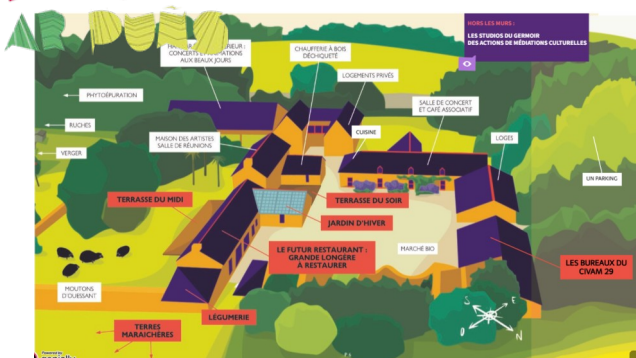 HORS LES MURS :
LES STUDIOS DU GERMOIR
DES ACTIONS DE MÉDIATIONS CULTURELLES
CONCERTS ET
AUX BEAUX JOURS
CHAUFFERIE À BOIS
DÉCHIQUETÉ
LOGEMENTS PRIVÉS
PHYTOÉPURATION
SALLE DE CONCERT
ET CAFÉ ASSOCIATIF
RUCHES
MAISON DES ARTISTES
SALLE DE RÉUNIONS
CUISINE
LOGES
VERGER
UN PARKING
TERRASSE DU MIDI
TERRASSE DU SOIR
JARDIN D'HIVER
LE FUTUR RESTAURANT :
GRANDE LONGÈRE
À RESTAURER
MARCHÉ BIO
LES BUREAUX DU
CIVAM 29
MOUTONS
D'OUESSANT
LÉGUMERIE
TERRES
MARAICHÈRES
S
E
O
N
Powered by